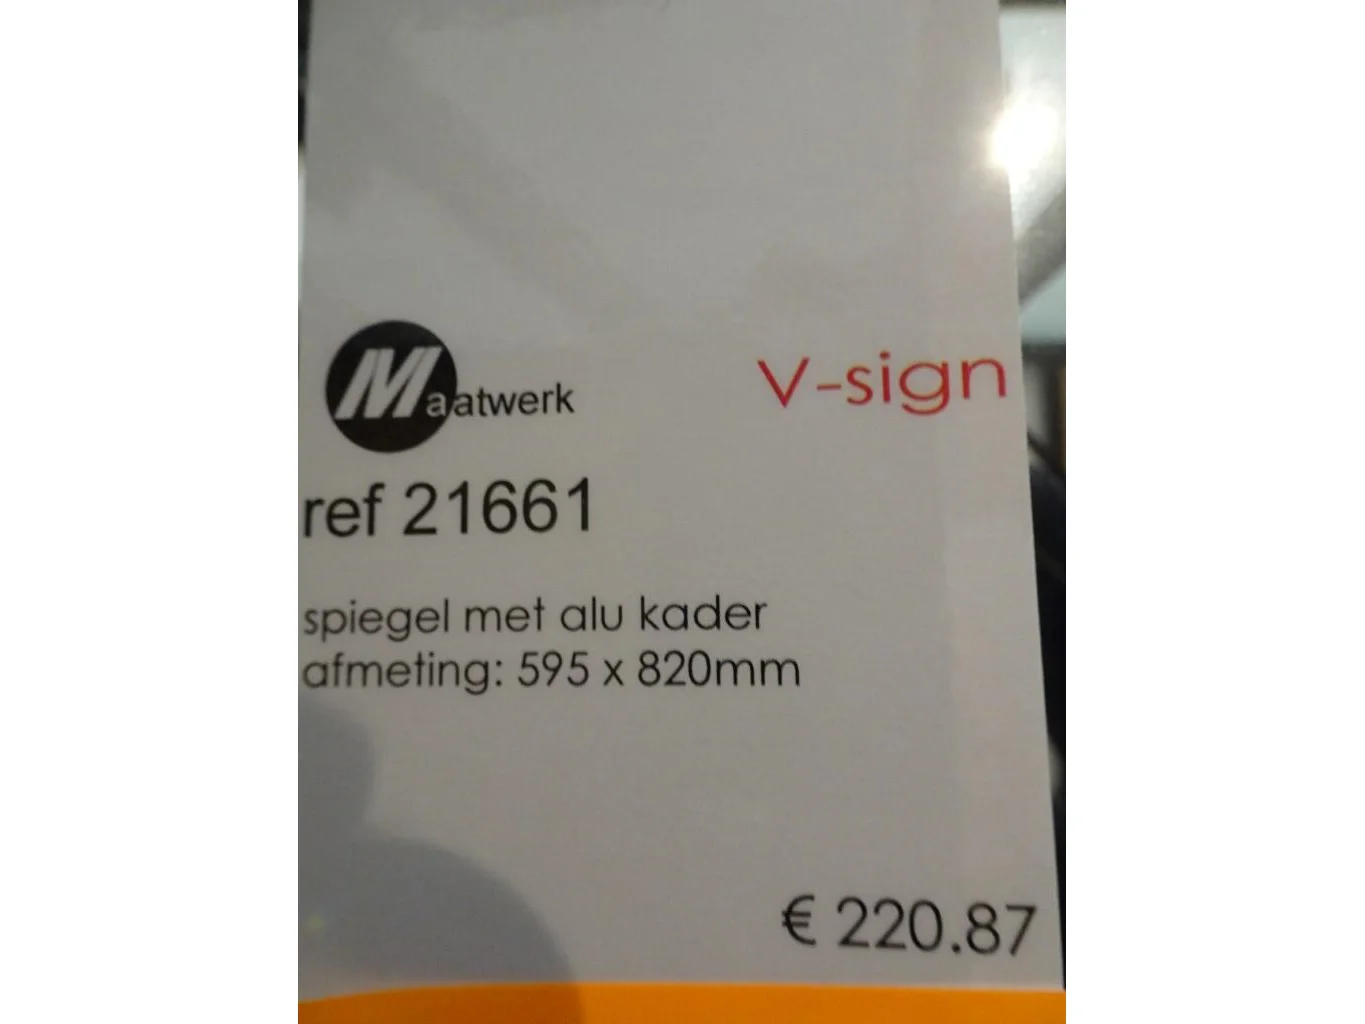 Maatwerk
V-sign
ref 21661
spiegel met alu kader
afmeting: 595 x 820mm
€ 220.87